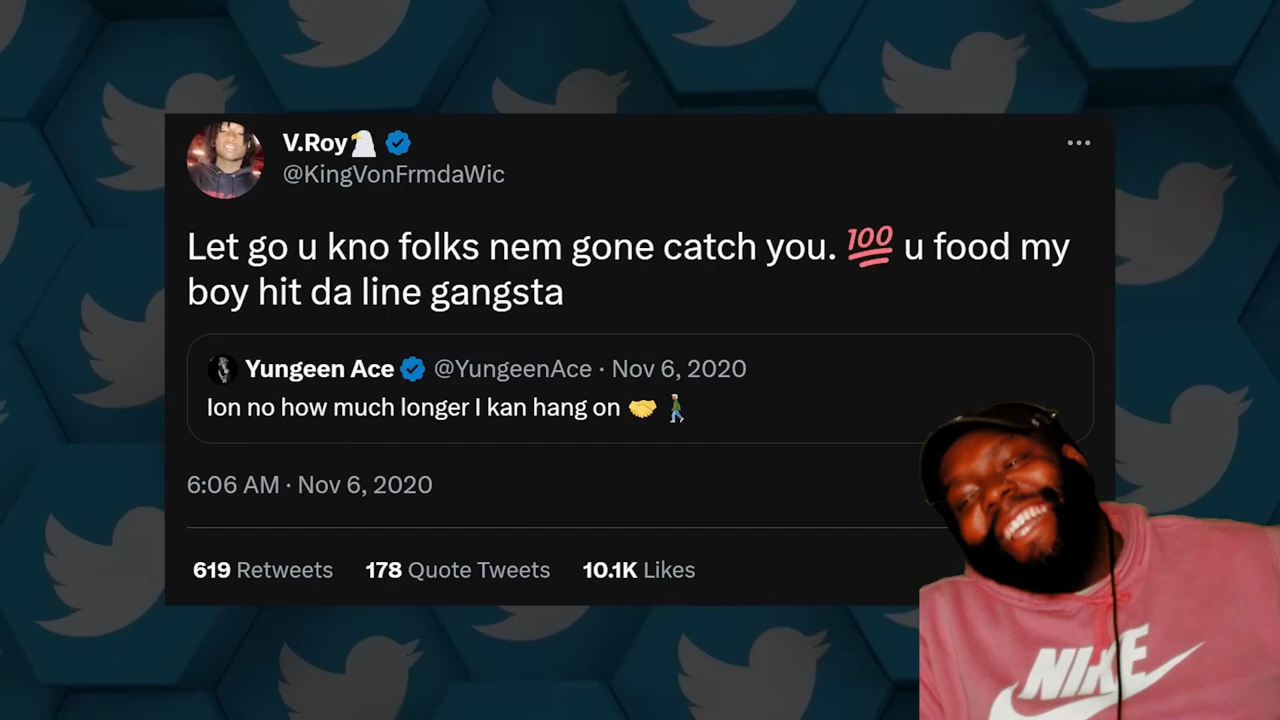 V.Roy
@KingVonFrmdaWic
Let go u kno folks nem gone catch you. 💯 u food my
boy hit da line gangsta
Yungeen Ace @YungeenAce · Nov 6, 2020
Ion no how much longer I kan hang on 🤝 🚶
6:06 AM · Nov 6, 2020
619 Retweets 178 Quote Tweets 10.1K Likes
NIKE